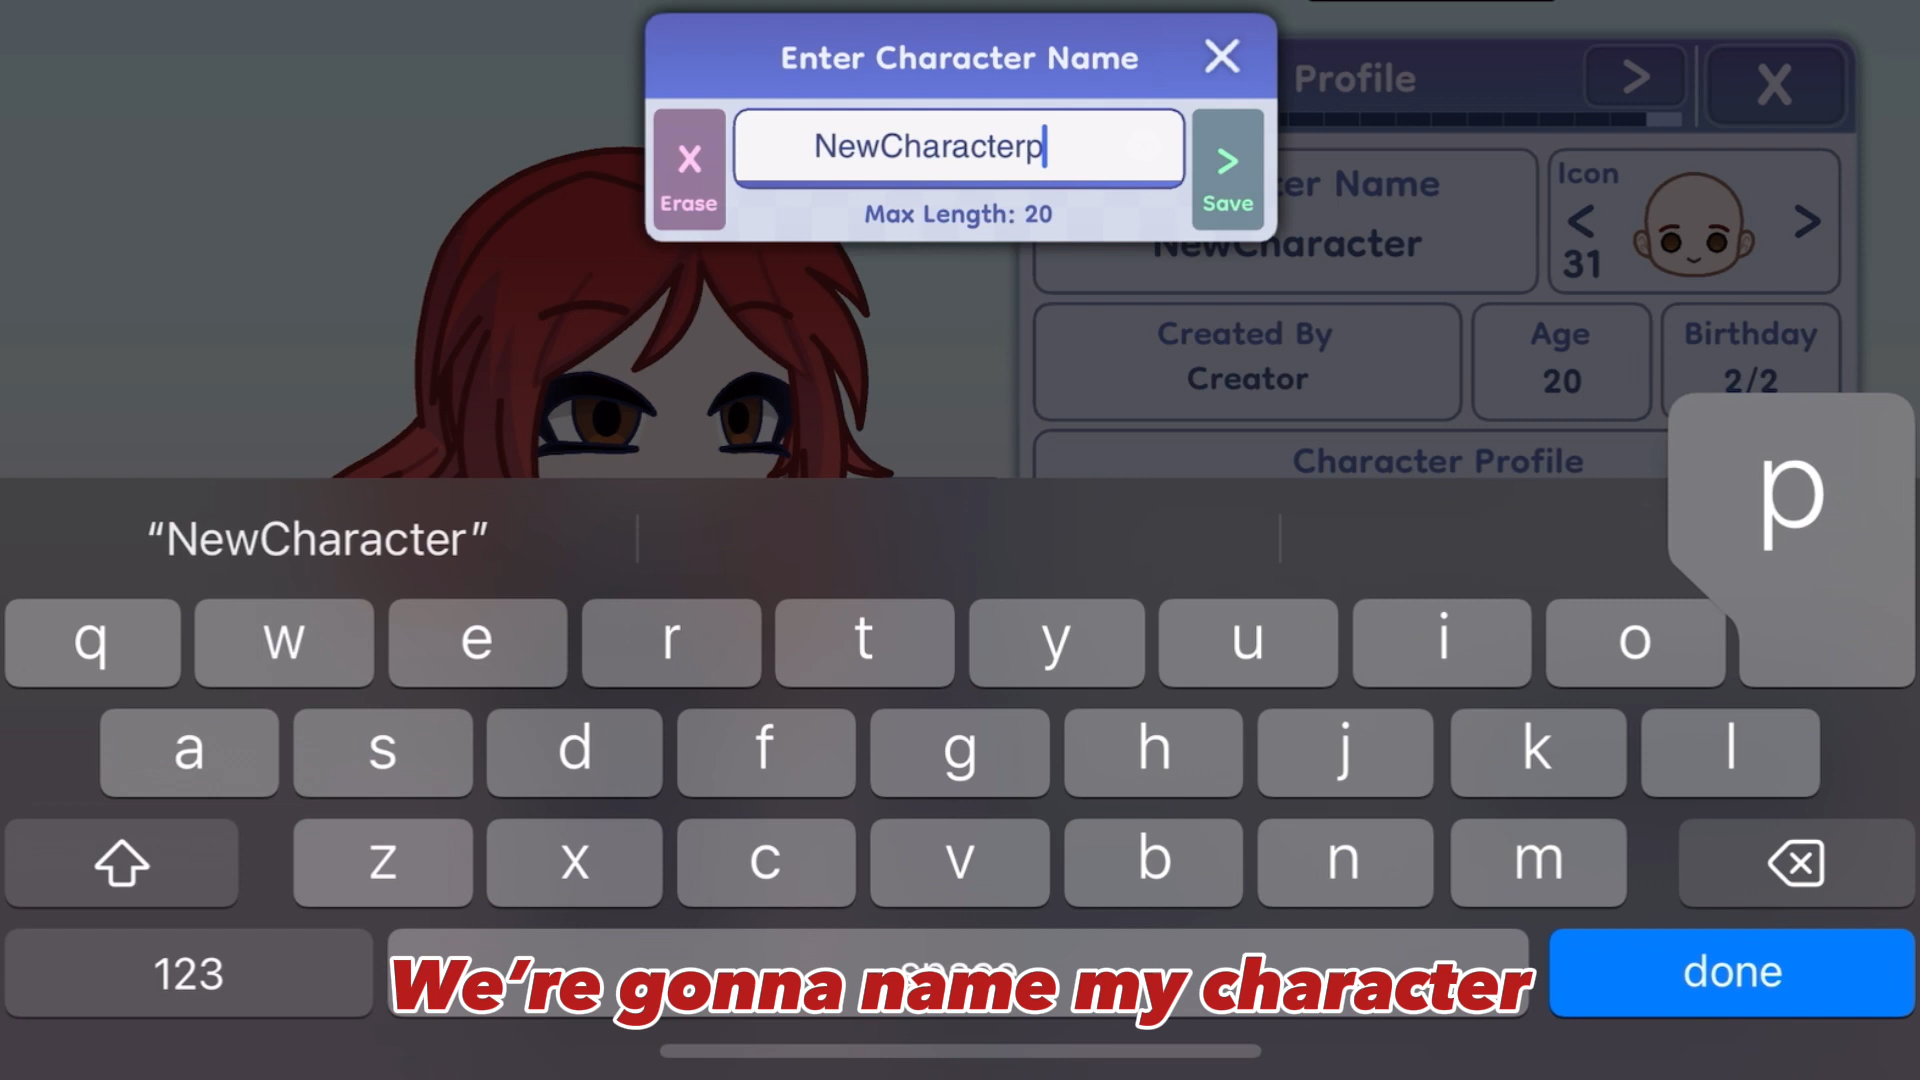 Enter Character Name
X
Profile
>
X
X
Erase
NewCharacterp
>
Save
Max Length: 20
er Name
NewCharacter
Icon
<
31
>
Created By
Creator
Age
20
Birthday
2/2
Character Profile
p
“NewCharacter”
q w e r t y u i o
a s d f g h j k l
z x c v b n m
123
space
done
We’re gonna name my character